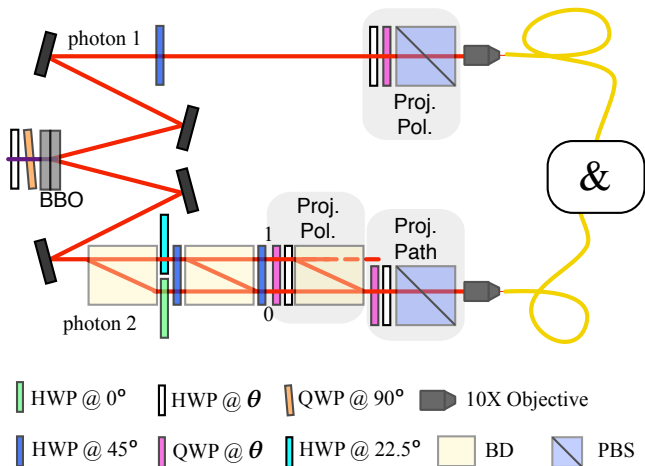 photon 1
Proj.
Pol.
BBO
&
Proj.
Pol.
Proj.
Path
1
0
photon 2
HWP @ 0°
HWP @ θ
QWP @ 90°
10X Objective
HWP @ 45°
QWP @ θ
HWP @ 22.5°
BD
PBS